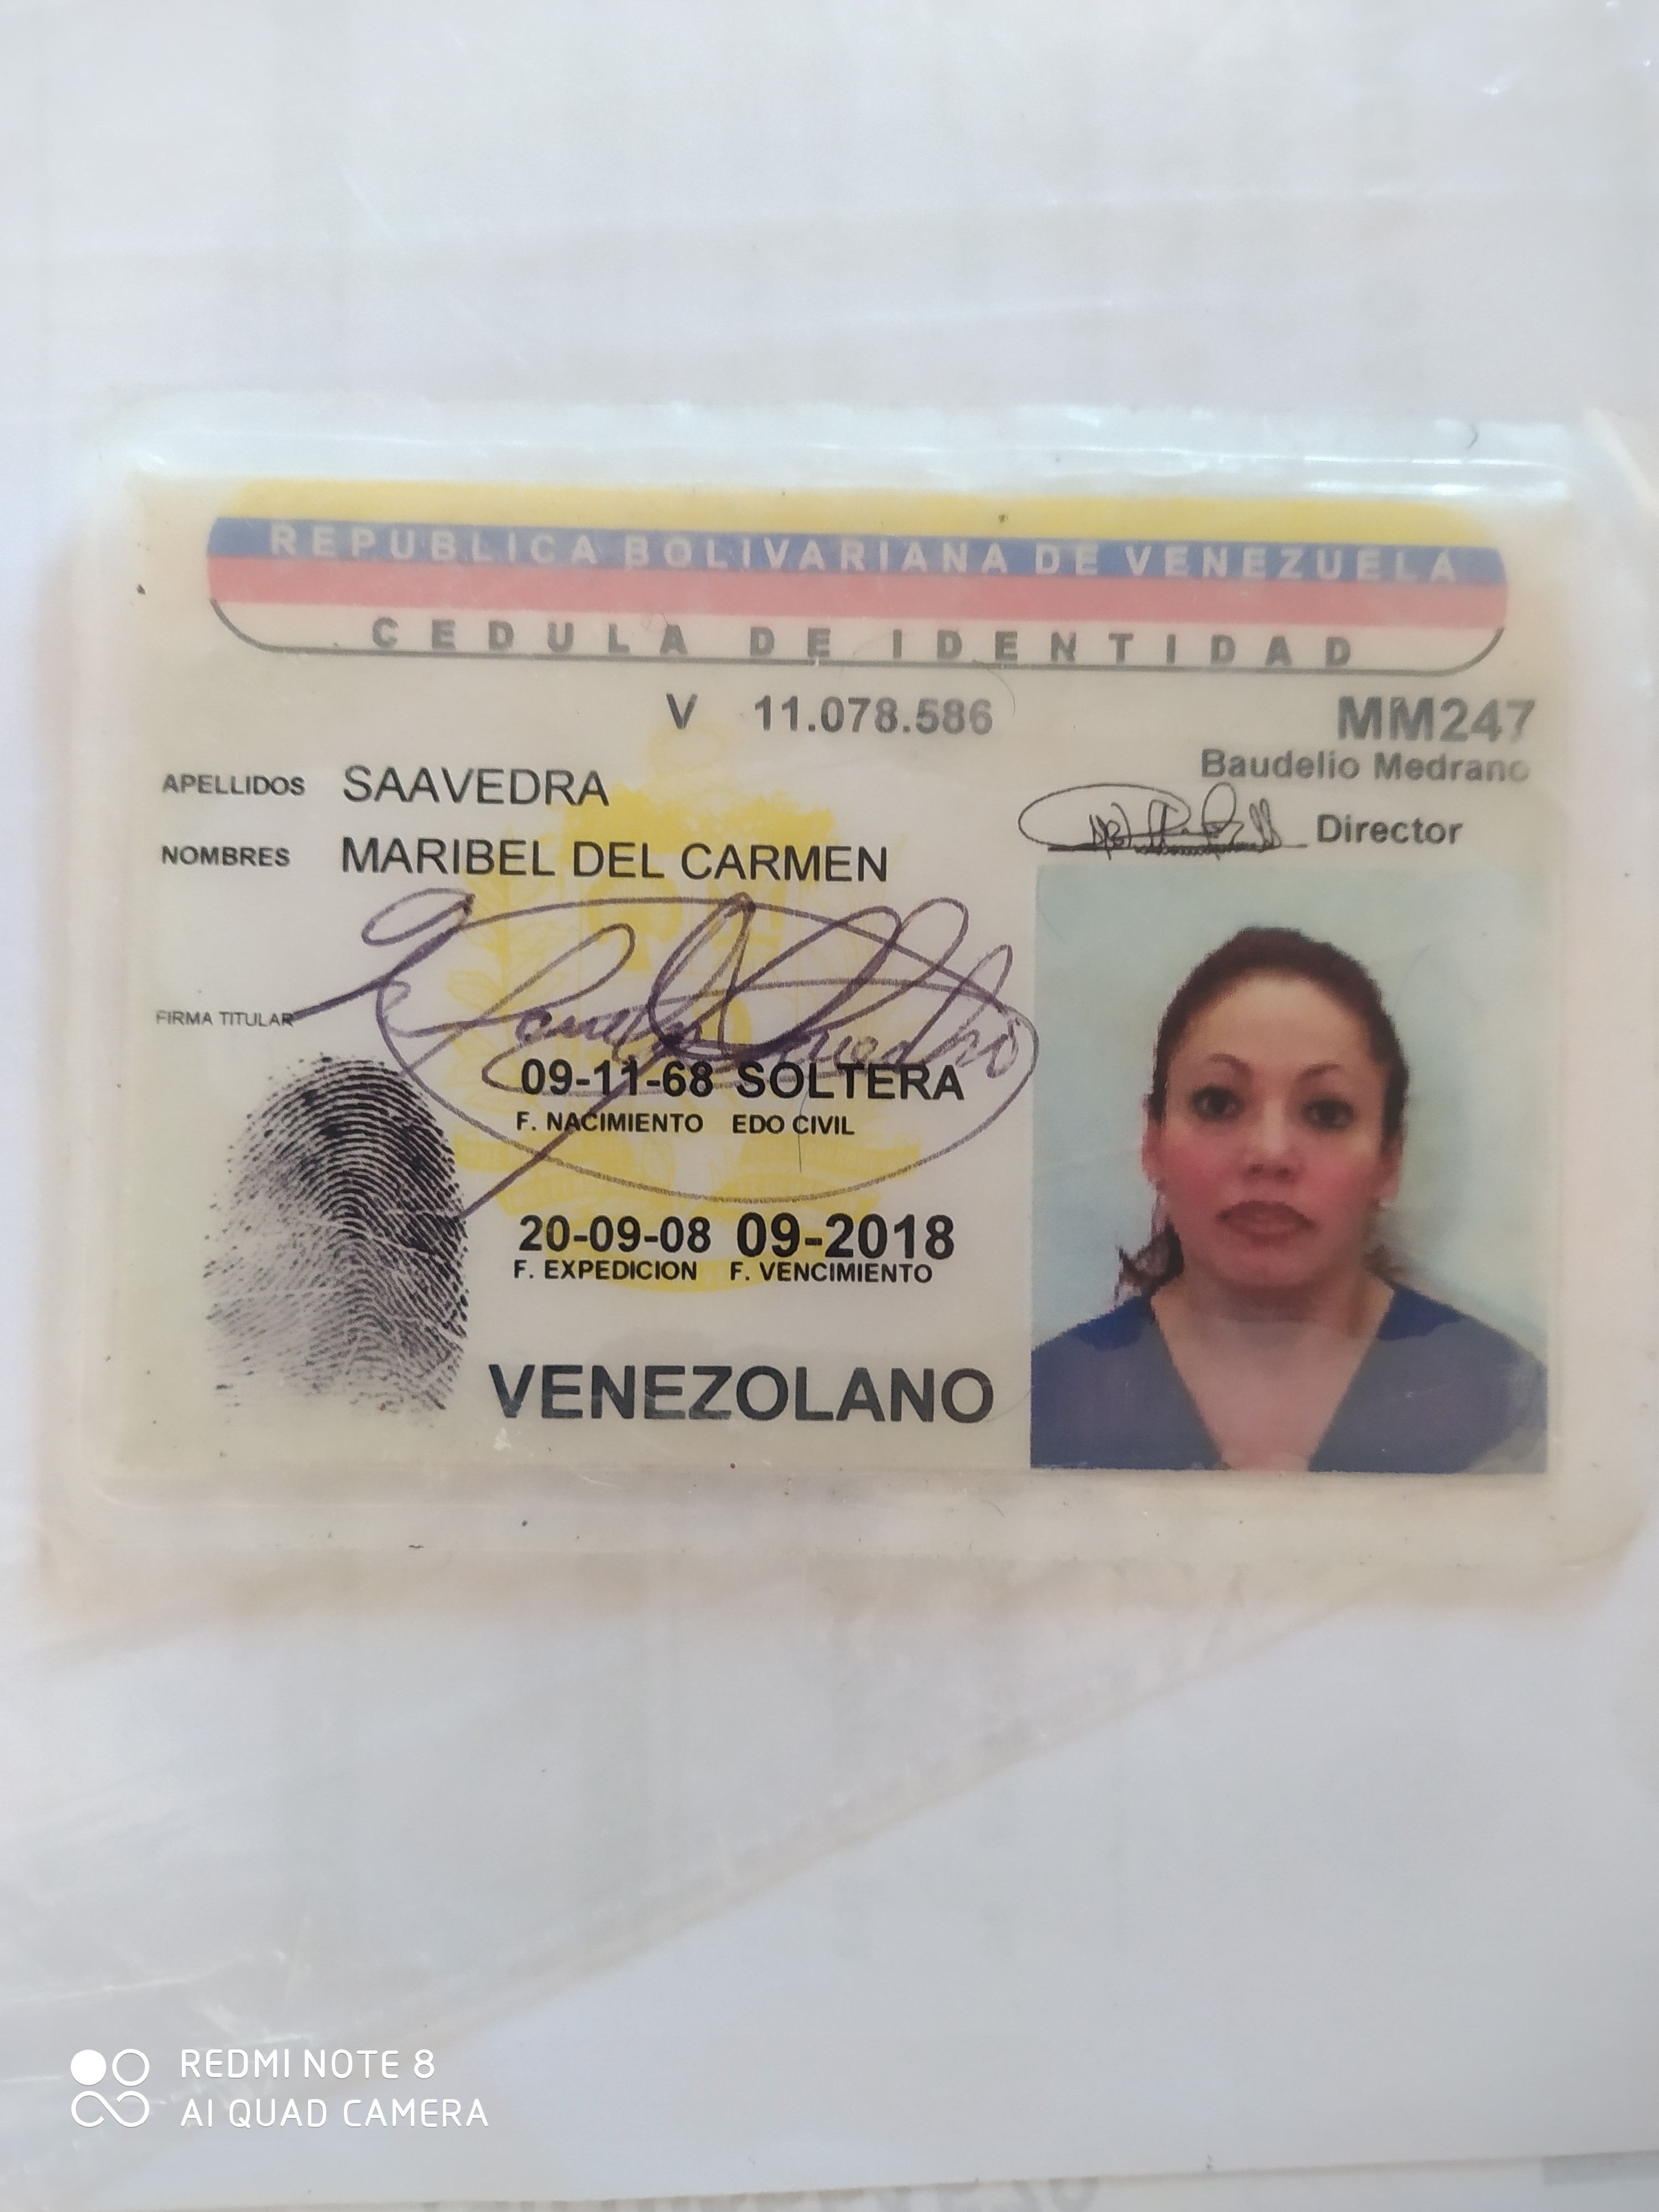 REPUBLICA BOLIVARIANA DE VENEZUELA
CEDULA DE IDENTIDAD
V 11.078.586
MM247
Baudelio Medrano
Director
APELLIDOS SAAVEDRA
NOMBRES MARIBEL DEL CARMEN
FIRMA TITULAR
09-11-68 SOLTERA
F. NACIMIENTO EDO CIVIL
20-09-08 09-2018
F. EXPEDICION F. VENCIMIENTO
VENEZOLANO
REDMI NOTE 8
AI QUAD CAMERA